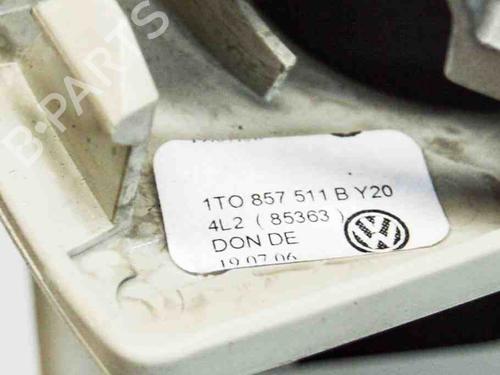 B-PARTS
1TO 857 511 B Y20
4L2 ( 85363 )
DON DE
19.07.06